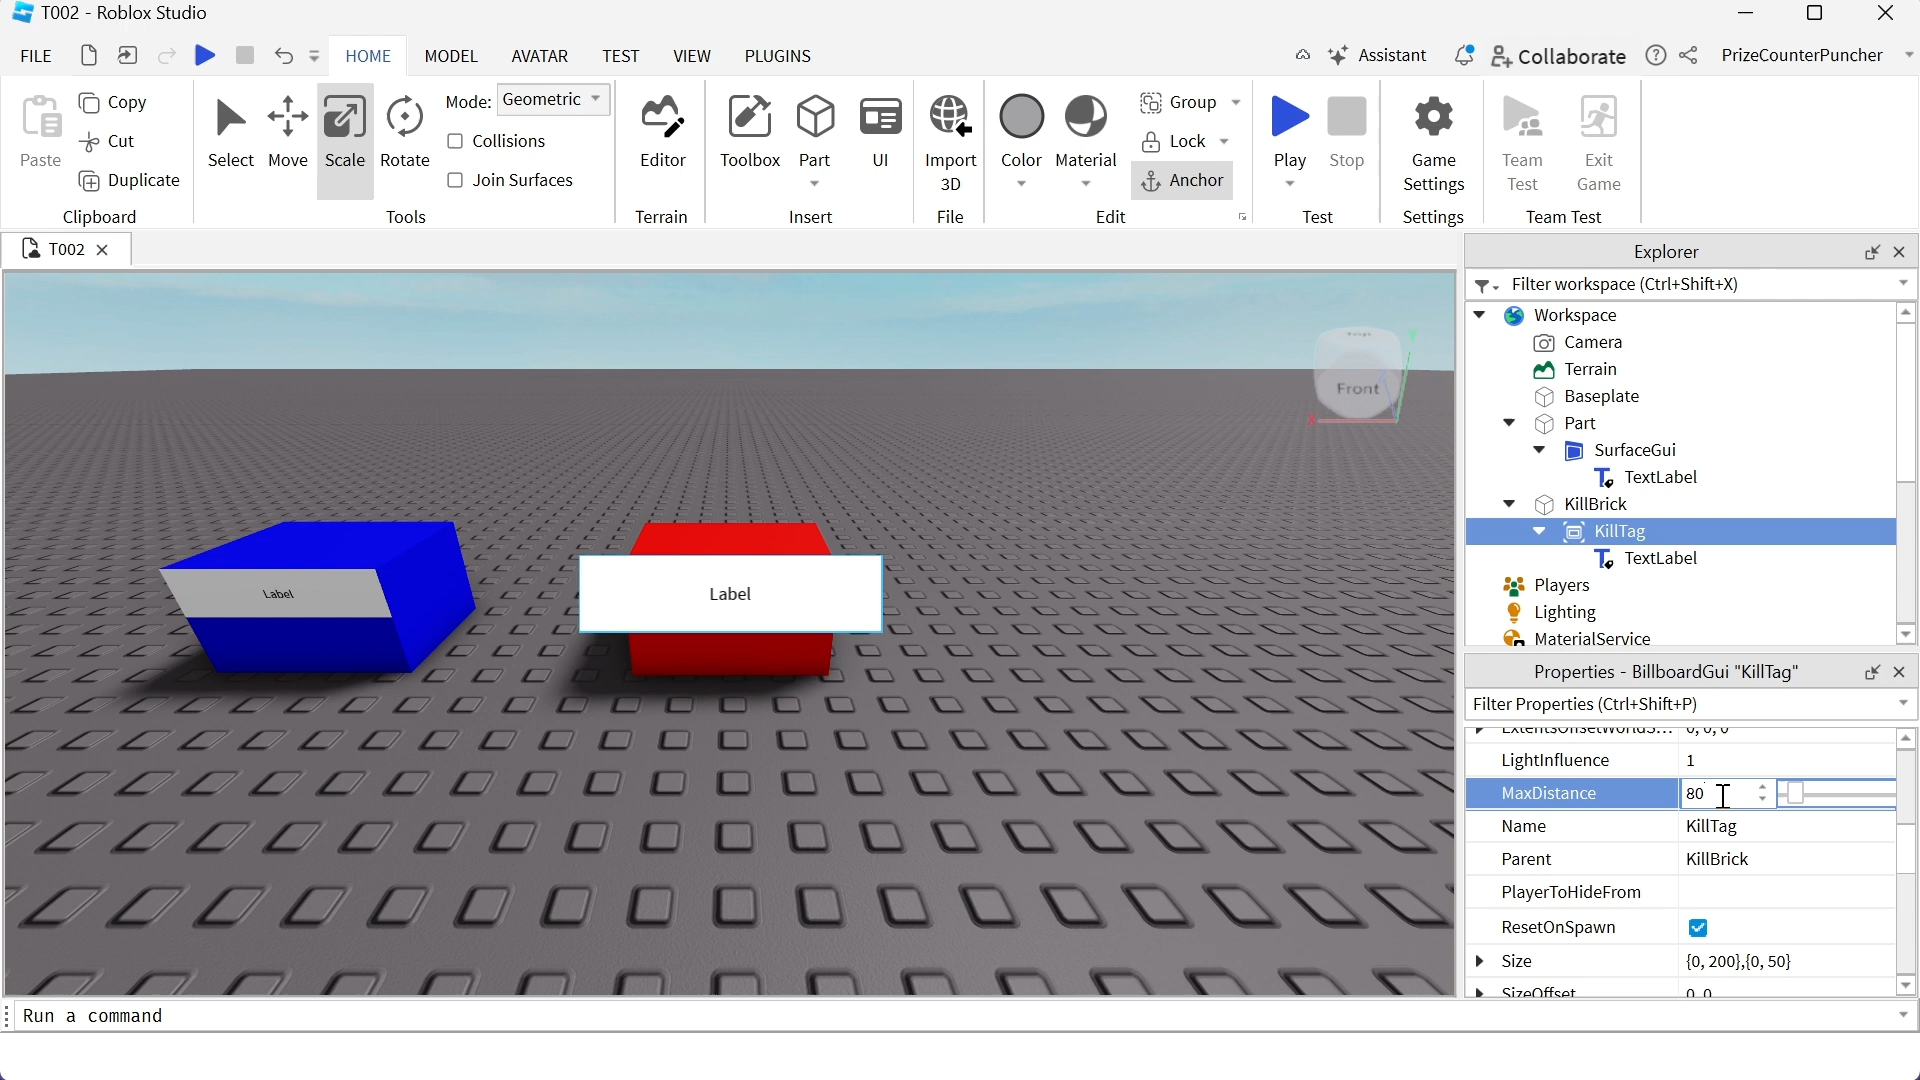 T002 - Roblox Studio
FILE
HOME
MODEL
AVATAR
TEST
VIEW
PLUGINS
Assistant
Collaborate
PrizeCounterPuncher
Paste
Copy
Cut
Duplicate
Clipboard
Select
Move
Scale
Rotate
Mode: Geometric
Collisions
Join Surfaces
Tools
Editor
Terrain
Toolbox
Part
UI
Insert
Import
3D
File
Color
Material
Group
Lock
Anchor
Edit
Play
Stop
Test
Game
Settings
Settings
Team
Test
Exit
Game
Team Test
T002
Front
Label
Label
Explorer
Filter workspace (Ctrl+Shift+X)
Workspace
Camera
Terrain
Baseplate
Part
SurfaceGui
TextLabel
KillBrick
KillTag
TextLabel
Players
Lighting
MaterialService
Properties - BillboardGui "KillTag"
Filter Properties (Ctrl+Shift+P)
ExtentsOffsetWorldS... 0, 0, 0
LightInfluence 1
MaxDistance 80
Name KillTag
Parent KillBrick
PlayerToHideFrom
ResetOnSpawn
Size {0, 200},{0, 50}
SizeOffset 0, 0
Run a command